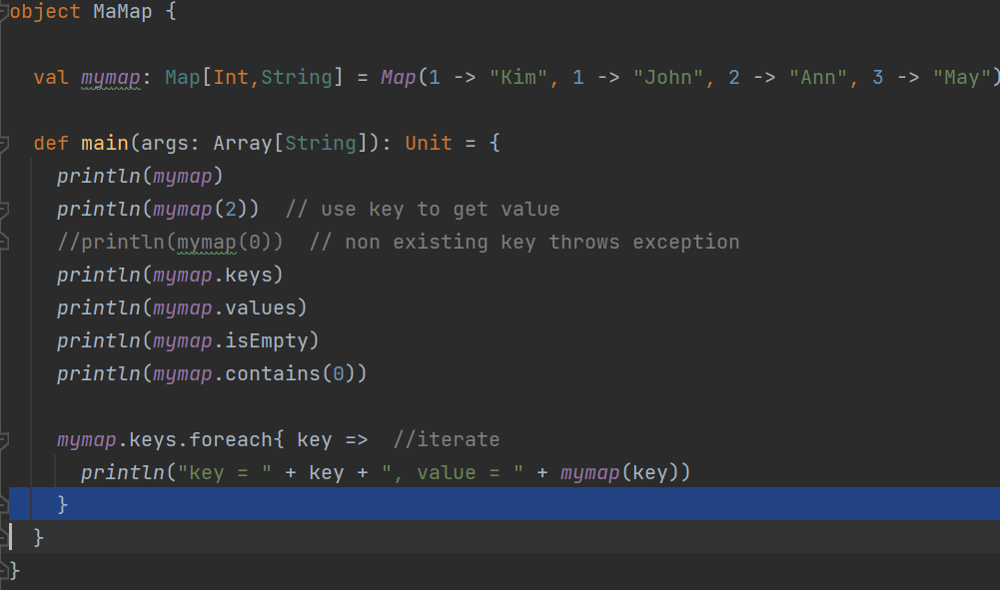 object MaMap {
  val mymap: Map[Int,String] = Map(1 -> "Kim", 1 -> "John", 2 -> "Ann", 3 -> "May")
  def main(args: Array[String]): Unit = {
    println(mymap)
    println(mymap(2))  // use key to get value
    //println(mymap(0))  // non existing key throws exception
    println(mymap.keys)
    println(mymap.values)
    println(mymap.isEmpty)
    println(mymap.contains(0))
    mymap.keys.foreach{ key =>  //iterate
      println("key = " + key + ", value = " + mymap(key))
    }
  }
}